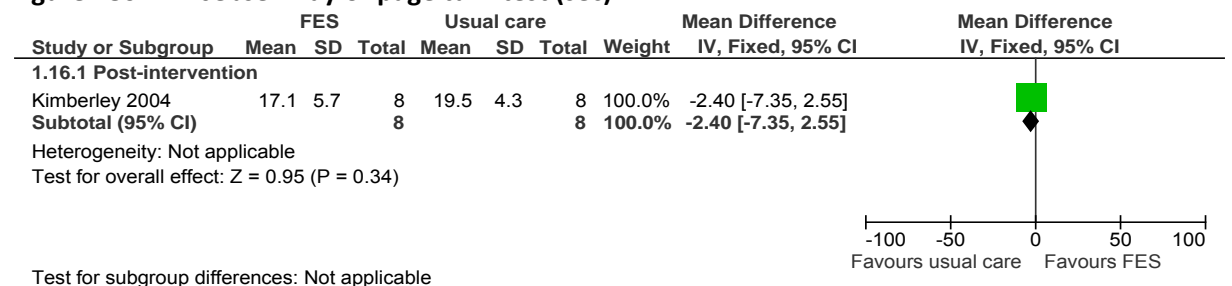 FES Usual care Mean Difference Mean Difference
Study or Subgroup Mean SD Total Mean SD Total Weight IV, Fixed, 95% CI IV, Fixed, 95% CI
1.16.1 Post-intervention
Kimberley 2004 17.1 5.7 8 19.5 4.3 8 100.0% -2.40 [-7.35, 2.55]
Subtotal (95% CI) 8 8 100.0% -2.40 [-7.35, 2.55]
Heterogeneity: Not applicable
Test for overall effect: Z = 0.95 (P = 0.34)
-100 -50 0 50 100
Favours usual care Favours FES
Test for subgroup differences: Not applicable